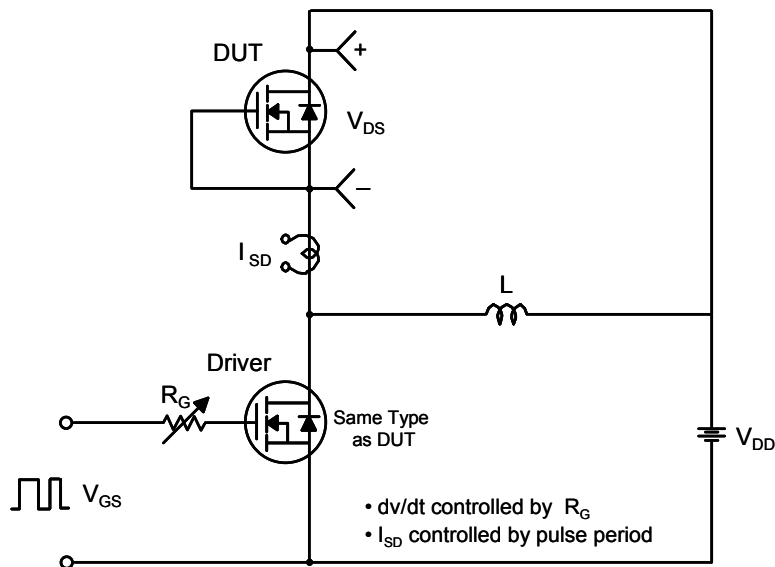 DUT
+
V_DS
–
I_SD
L
Driver
R_G
Same Type
as DUT
V_DD
V_GS
• dv/dt controlled by R_G
• I_SD controlled by pulse period